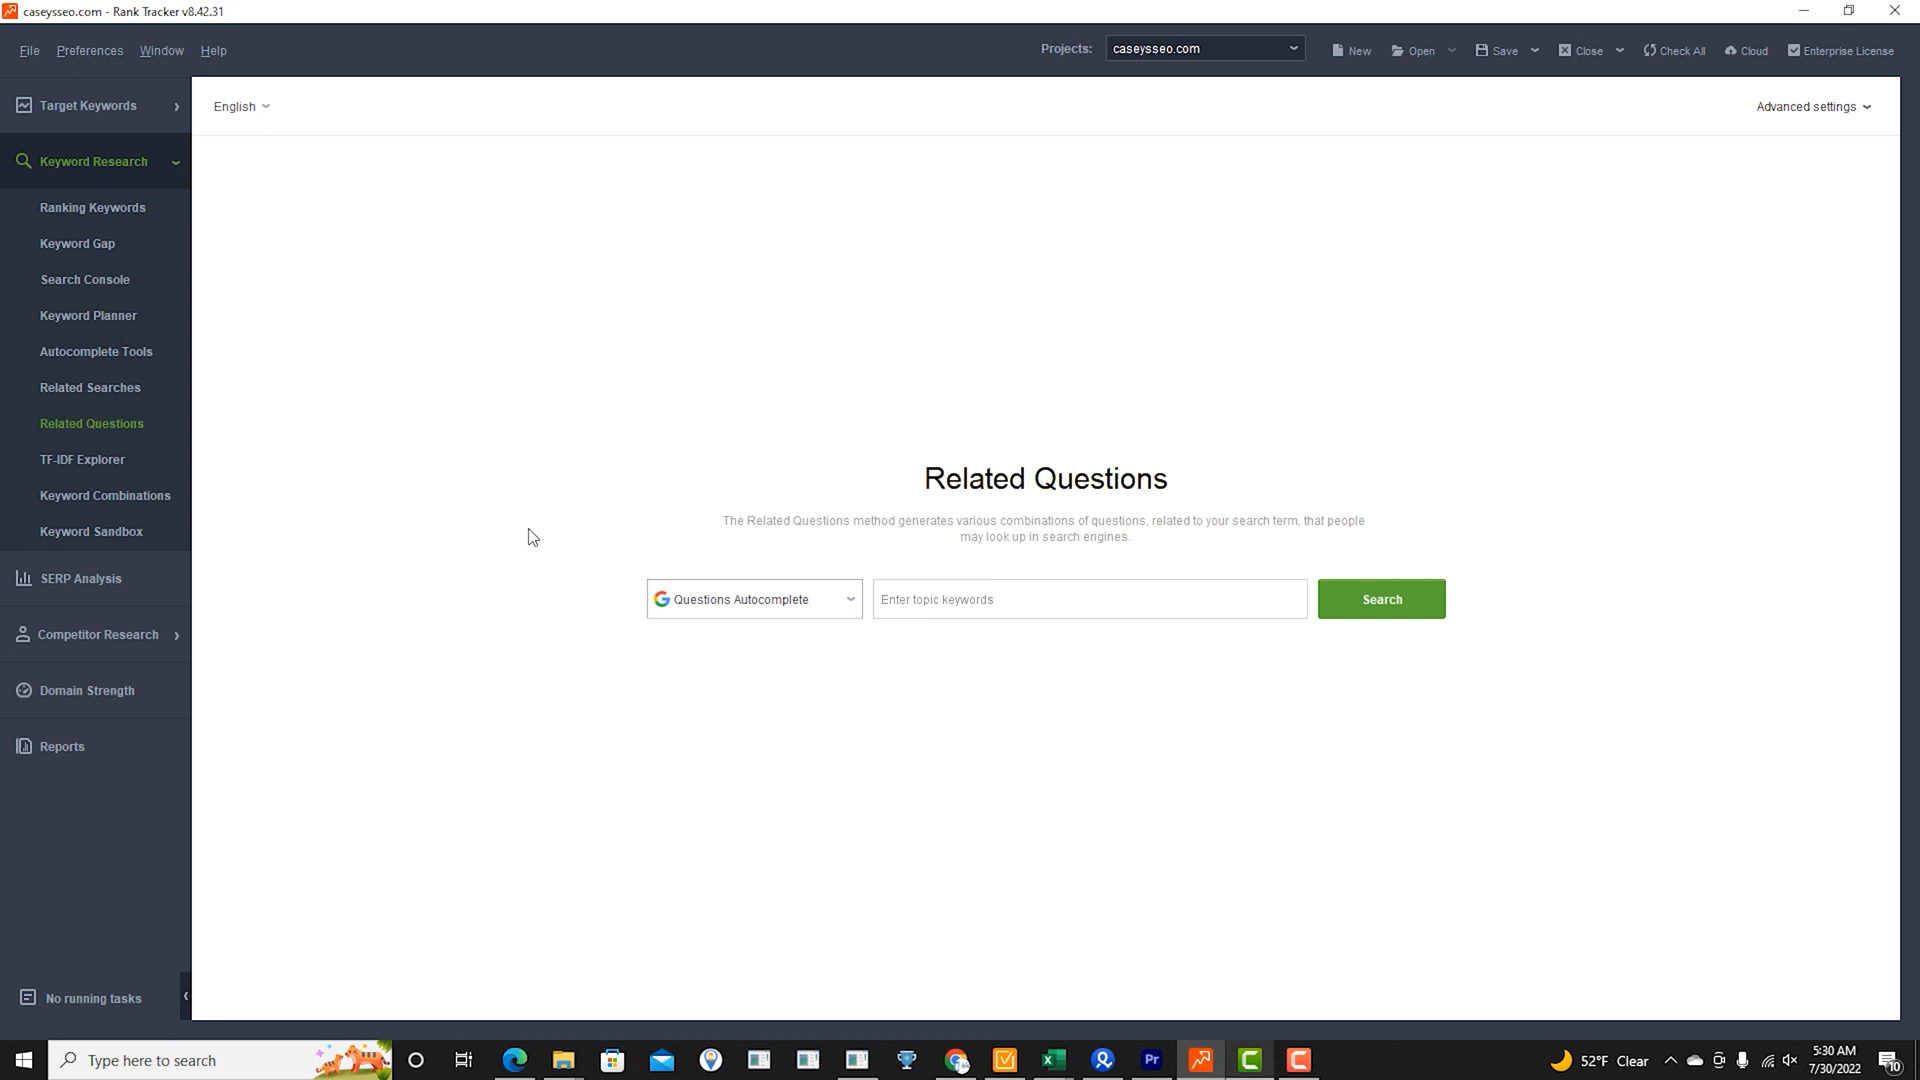 caseysseo.com - Rank Tracker v8.42.31
File Preferences Window Help
Projects: caseysseo.com New Open Save Close Check All Cloud Enterprise License
Target Keywords
Keyword Research
Ranking Keywords
Keyword Gap
Search Console
Keyword Planner
Autocomplete Tools
Related Searches
Related Questions
TF-IDF Explorer
Keyword Combinations
Keyword Sandbox
SERP Analysis
Competitor Research
Domain Strength
Reports
No running tasks
English
Advanced settings
Related Questions
The Related Questions method generates various combinations of questions, related to your search term, that people
may look up in search engines.
Questions Autocomplete
Enter topic keywords
Search
Type here to search
Pr
52°F Clear
5:30 AM
7/30/2022
10